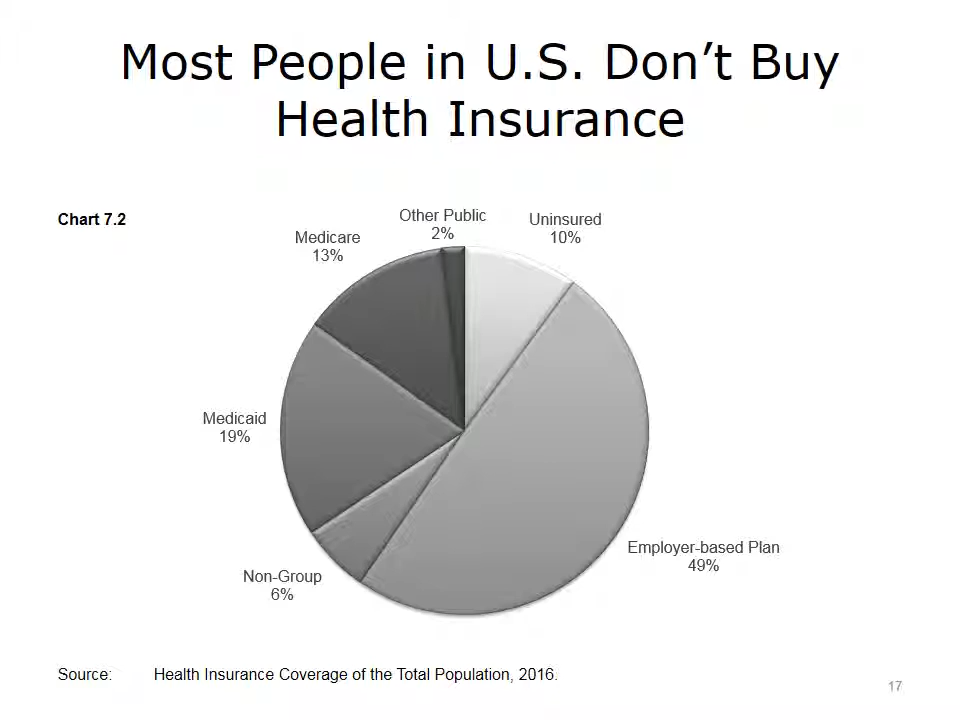 Most People in U.S. Don’t Buy
Health Insurance
Chart 7.2
Other Public
2%
Uninsured
10%
Medicare
13%
Medicaid
19%
Employer-based Plan
49%
Non-Group
6%
Source: Health Insurance Coverage of the Total Population, 2016.
17